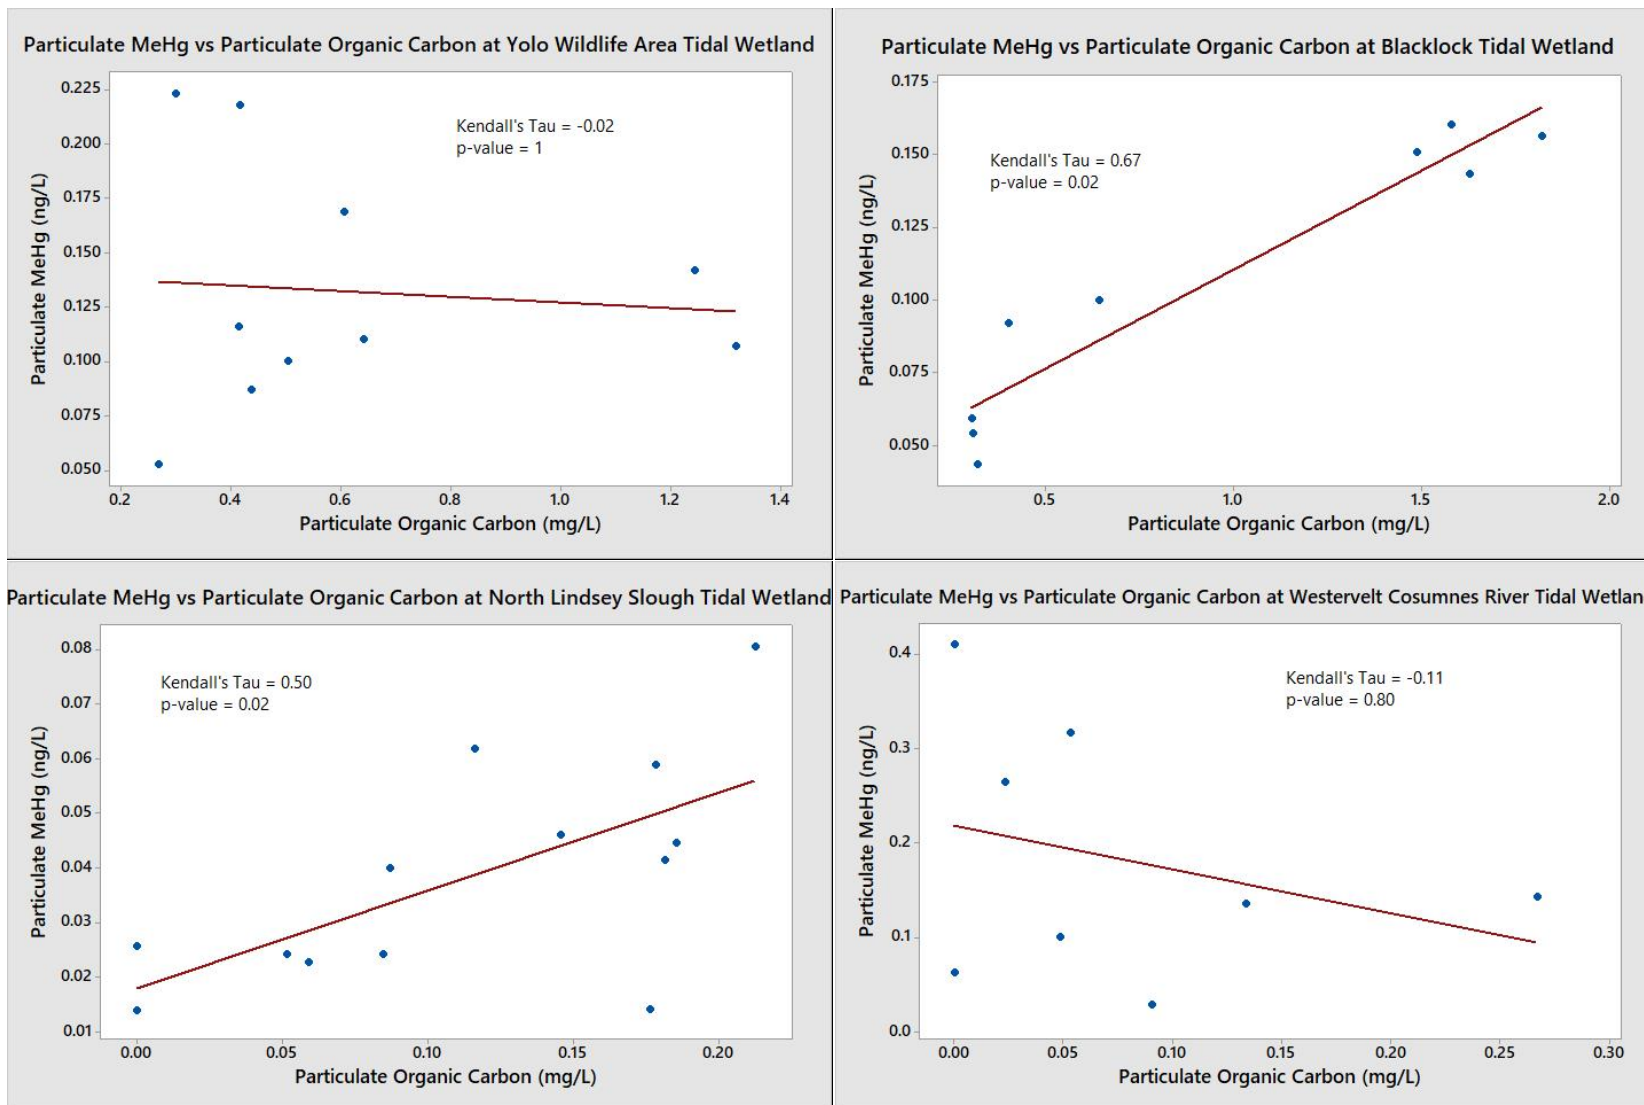 Particulate MeHg vs Particulate Organic Carbon at Yolo Wildlife Area Tidal Wetland
Kendall's Tau = -0.02
p-value = 1
Particulate MeHg (ng/L)
0.225
0.200
0.175
0.150
0.125
0.100
0.075
0.050
0.2 0.4 0.6 0.8 1.0 1.2 1.4
Particulate Organic Carbon (mg/L)
Particulate MeHg vs Particulate Organic Carbon at Blacklock Tidal Wetland
Kendall's Tau = 0.67
p-value = 0.02
Particulate MeHg (ng/L)
0.175
0.150
0.125
0.100
0.075
0.050
0.5 1.0 1.5 2.0
Particulate Organic Carbon (mg/L)
Particulate MeHg vs Particulate Organic Carbon at North Lindsey Slough Tidal Wetland
Kendall's Tau = 0.50
p-value = 0.02
Particulate MeHg (ng/L)
0.08
0.07
0.06
0.05
0.04
0.03
0.02
0.01
0.00 0.05 0.10 0.15 0.20
Particulate Organic Carbon (mg/L)
Particulate MeHg vs Particulate Organic Carbon at Westervelt Cosumnes River Tidal Wetlan
Kendall's Tau = -0.11
p-value = 0.80
Particulate MeHg (ng/L)
0.4
0.3
0.2
0.1
0.0
0.00 0.05 0.10 0.15 0.20 0.25 0.30
Particulate Organic Carbon (mg/L)